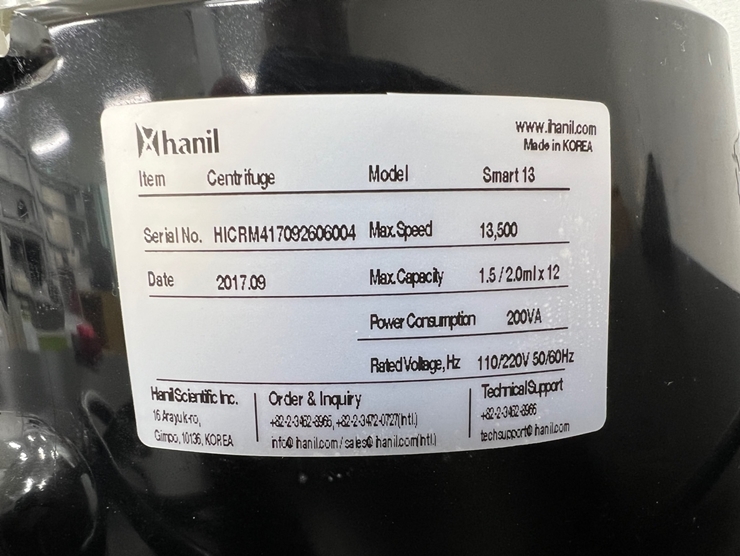 hanil
www.ihanil.com
Made in KOREA
Item Centrifuge Model Smart 13
Serial No. HICRM417092606004 Max.Speed 13,500
Date 2017.09 Max.Capacity 1.5 / 2.0ml x 12
Power Consumption 200VA
Rated Voltage, Hz 110/220V 50/60Hz
Hanil Scientific Inc. Order & Inquiry Technical Support
16 Arayuk-ro, +82-2-3462-8966, +82-2-3472-0727(Intl.) +82-2-3462-8966
Gimpo, 10136, KOREA info@ihanil.com / sales@ihanil.com(Intl) techsupport@ihanil.com